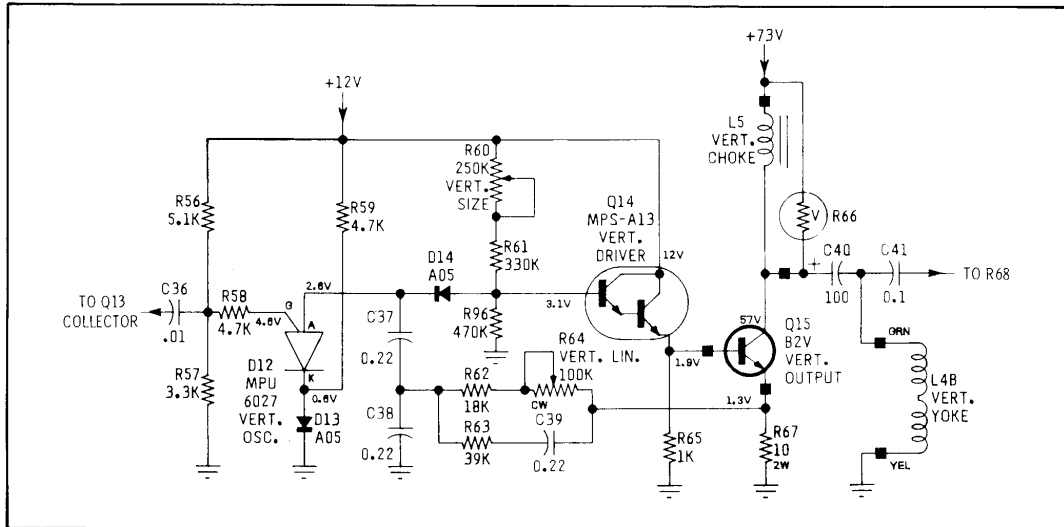 +73V
+12V
L5
VERT.
CHOKE
R60
250K
VERT.
SIZE
R56
5.1K
R59
4.7K
Q14
MPS-A13
VERT.
DRIVER
V
R66
R61
330K
D14
A05
12V
+
C40
100
C41
0.1
TO R68
TO Q13
COLLECTOR
C36
.01
R58
4.7K
G
4.6V
2.6V
A
K
3.1V
C37
0.22
R96
470K
57V
Q15
B2V
VERT.
OUTPUT
GRN
R64
VERT. LIN.
100K
CW
1.9V
R57
3.3K
D12
MPU
6027
VERT.
OSC.
0.6V
D13
A05
R62
18K
R63
39K
C39
0.22
C38
0.22
1.3V
R65
1K
R67
10
2W
L4B
VERT.
YOKE
YEL